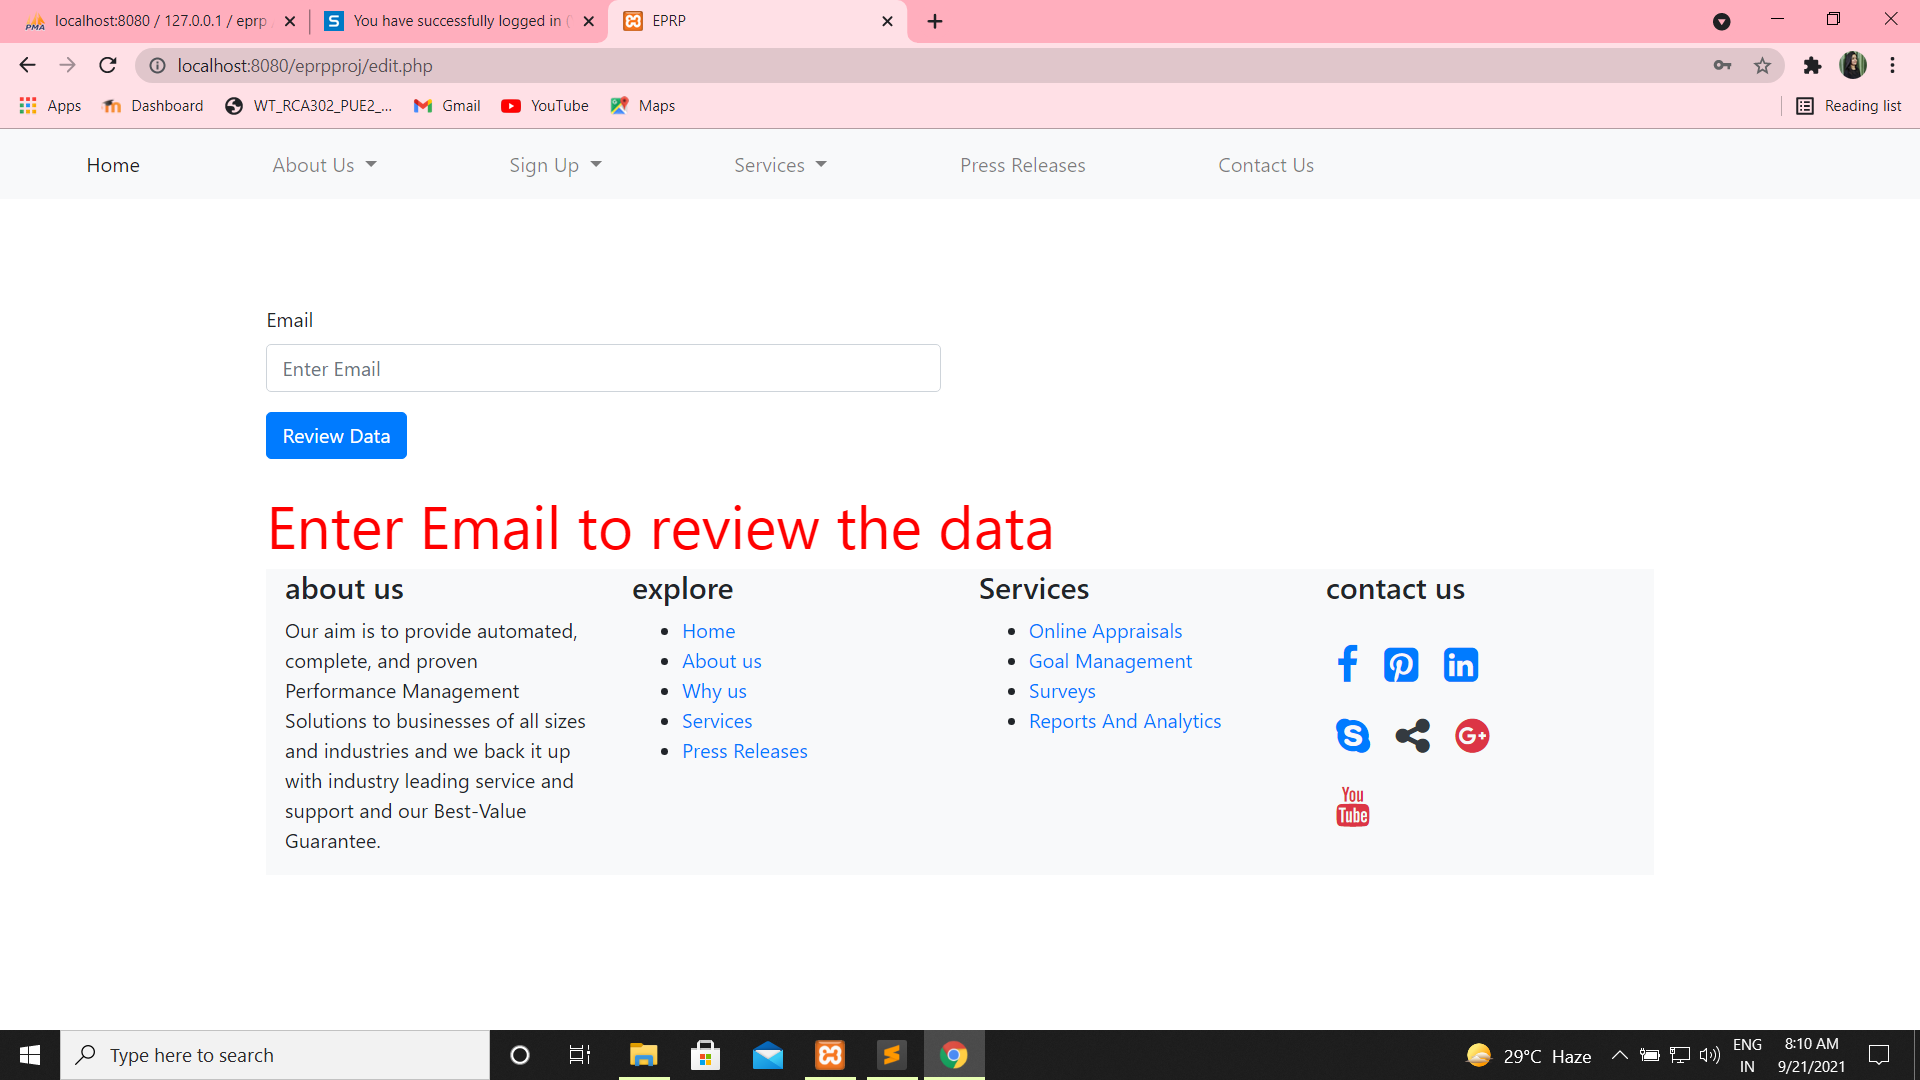 localhost:8080 / 127.0.0.1 / eprp
You have successfully logged in (
EPRP
localhost:8080/eprpproj/edit.php
Apps
Dashboard
WT_RCA302_PUE2_...
Gmail
YouTube
Maps
Reading list
Home
About Us
Sign Up
Services
Press Releases
Contact Us
Email
Enter Email
Review Data
Enter Email to review the data
about us
Our aim is to provide automated,
complete, and proven
Performance Management
Solutions to businesses of all sizes
and industries and we back it up
with industry leading service and
support and our Best-Value
Guarantee.
explore
Home
About us
Why us
Services
Press Releases
Services
Online Appraisals
Goal Management
Surveys
Reports And Analytics
contact us
You
Tube
Type here to search
29°C Haze
ENG
IN
8:10 AM
9/21/2021